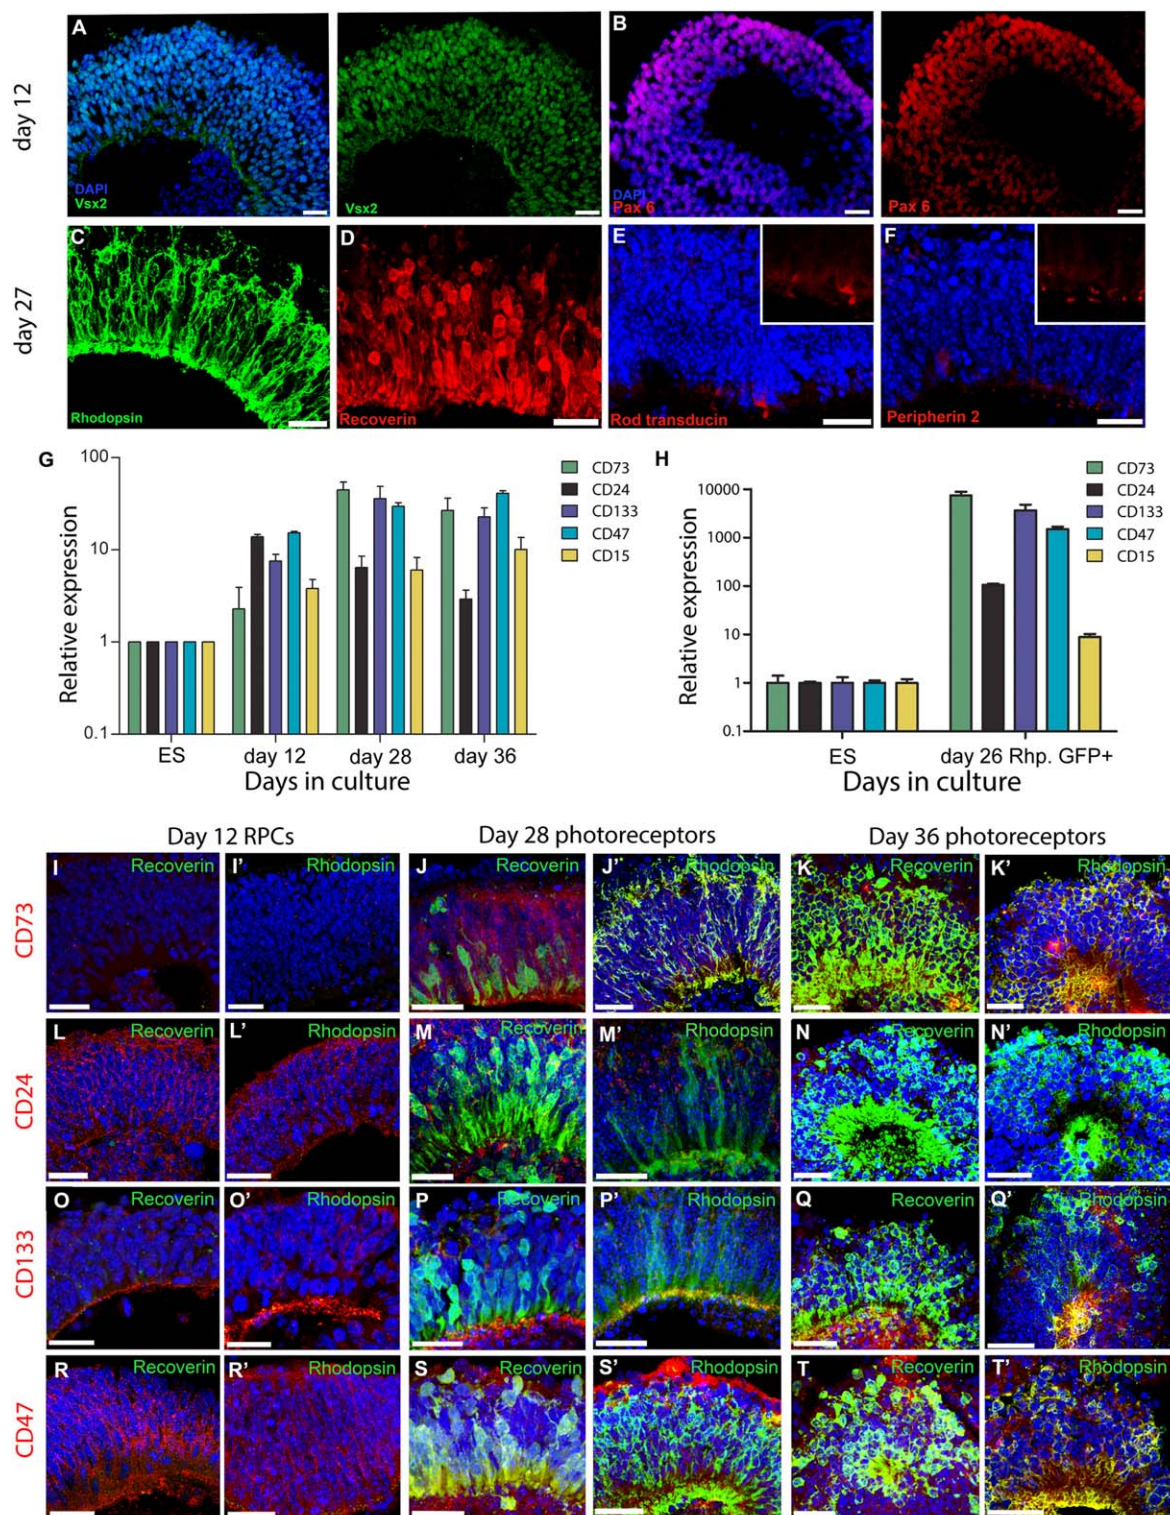 day 12
A
DAPI
Vsx2
Vsx2
B
DAPI
Pax 6
Pax 6
day 27
C
Rhodopsin
D
Recoverin
E
Rod transducin
F
Peripherin 2
G
Relative expression
100
10
1
0.1
ES
day 12
day 28
day 36
Days in culture
CD73
CD24
CD133
CD47
CD15
H
Relative expression
10000
1000
100
10
1
0.1
ES
day 26 Rhp. GFP+
Days in culture
CD73
CD24
CD133
CD47
CD15
Day 12 RPCs
Day 28 photoreceptors
Day 36 photoreceptors
CD73
I Recoverin
I' Rhodopsin
J Recoverin
J' Rhodopsin
K Recoverin
K' Rhodopsin
CD24
L Recoverin
L' Rhodopsin
M Recoverin
M' Rhodopsin
N Recoverin
N' Rhodopsin
CD133
O Recoverin
O' Rhodopsin
P Recoverin
P' Rhodopsin
Q Recoverin
Q' Rhodopsin
CD47
R Recoverin
R' Rhodopsin
S Recoverin
S' Rhodopsin
T Recoverin
T' Rhodopsin